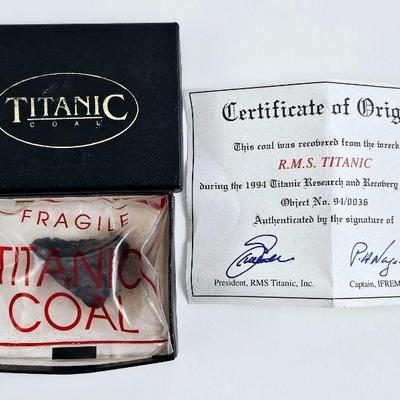 TITANIC
COAL
FRAGILE
TITANIC
COAL
Certificate of Orig
This coal was recovered from the wreck
R.M.S. TITANIC
during the 1994 Titanic Research and Recovery
Object No. 94/0036
Authenticated by the signature of
President, RMS Titanic, Inc.
Captain, IFREM